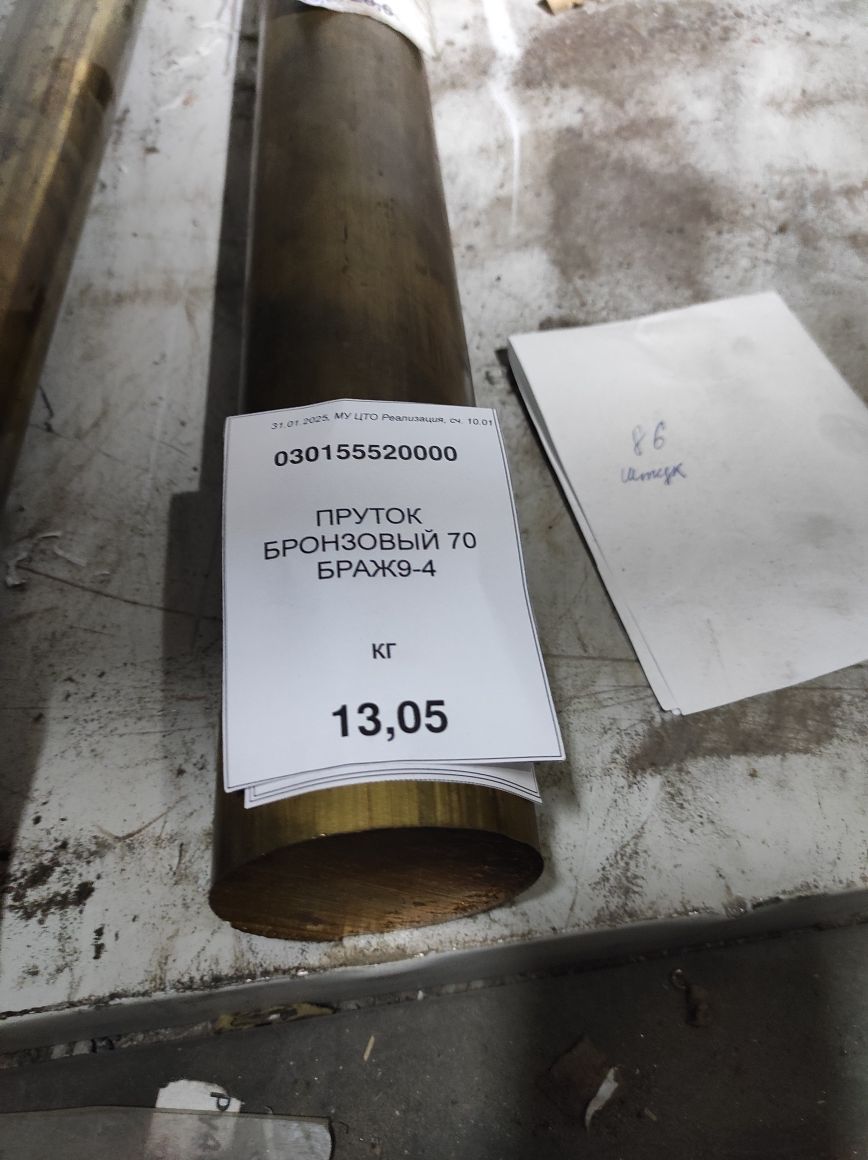 31.01.2025, МУ ЦТО Реализация, сч. 10.01
030155520000
ПРУТОК
БРОНЗОВЫЙ 70
БРАЖ9-4
КГ
13,05
86
штук